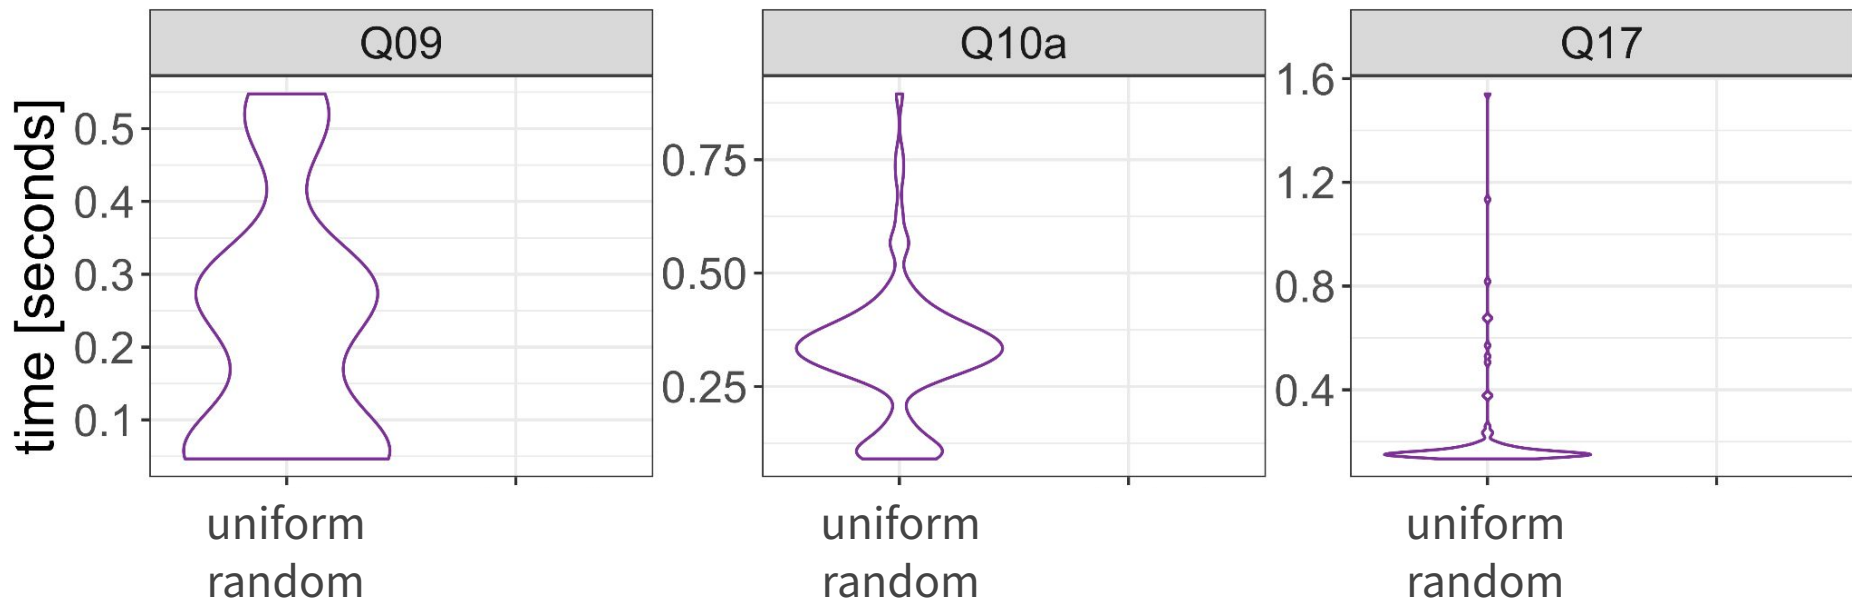 Q09
Q10a
Q17
time [seconds]
0.5
0.4
0.3
0.2
0.1
0.75
0.50
0.25
1.6
1.2
0.8
0.4
uniform
random
uniform
random
uniform
random